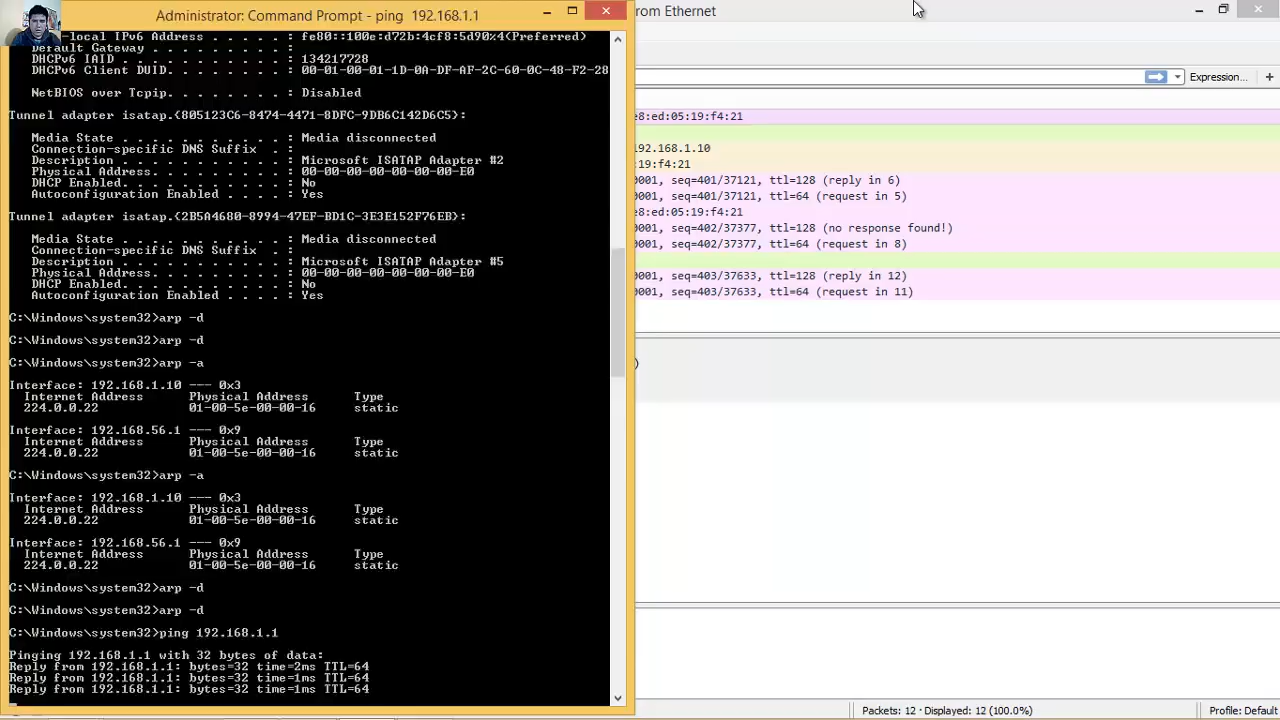 Administrator: Command Prompt - ping 192.168.1.1
-local IPv6 Address . . . . . : fe80::100e:d72b:4cf8:5d90%4(Preferred)
Default Gateway . . . . . . . . . :
DHCPv6 IAID . . . . . . . . . . . : 134217728
DHCPv6 Client DUID. . . . . . . . : 00-01-00-01-1D-0A-DF-AF-2C-60-0C-48-F2-28
NetBIOS over Tcpip. . . . . . . . : Disabled
Tunnel adapter isatap.{805123C6-8474-4471-8DFC-9DB6C142D6C5}:
Media State . . . . . . . . . . . : Media disconnected
Connection-specific DNS Suffix  . :
Description . . . . . . . . . . . : Microsoft ISATAP Adapter #2
Physical Address. . . . . . . . . : 00-00-00-00-00-00-00-E0
DHCP Enabled. . . . . . . . . . . : No
Autoconfiguration Enabled . . . . : Yes
Tunnel adapter isatap.{2B5A4680-8994-47EF-BD1C-3E3E152F76EB}:
Media State . . . . . . . . . . . : Media disconnected
Connection-specific DNS Suffix  . :
Description . . . . . . . . . . . : Microsoft ISATAP Adapter #5
Physical Address. . . . . . . . . : 00-00-00-00-00-00-00-E0
DHCP Enabled. . . . . . . . . . . : No
Autoconfiguration Enabled . . . . : Yes
C:\Windows\system32>arp -d
C:\Windows\system32>arp -d
C:\Windows\system32>arp -a
Interface: 192.168.1.10 --- 0x3
Internet Address Physical Address Type
224.0.0.22 01-00-5e-00-00-16 static
Interface: 192.168.56.1 --- 0x9
Internet Address Physical Address Type
224.0.0.22 01-00-5e-00-00-16 static
C:\Windows\system32>arp -a
Interface: 192.168.1.10 --- 0x3
Internet Address Physical Address Type
224.0.0.22 01-00-5e-00-00-16 static
Interface: 192.168.56.1 --- 0x9
Internet Address Physical Address Type
224.0.0.22 01-00-5e-00-00-16 static
C:\Windows\system32>arp -d
C:\Windows\system32>arp -d
C:\Windows\system32>ping 192.168.1.1
Pinging 192.168.1.1 with 32 bytes of data:
Reply from 192.168.1.1: bytes=32 time=2ms TTL=64
Reply from 192.168.1.1: bytes=32 time=1ms TTL=64
Reply from 192.168.1.1: bytes=32 time=1ms TTL=64
rom Ethernet
Expression...
e8:ed:05:19:f4:21
192.168.1.10
:19:f4:21
0001, seq=401/37121, ttl=128 (reply in 6)
0001, seq=401/37121, ttl=64 (request in 5)
e8:ed:05:19:f4:21
0001, seq=402/37377, ttl=128 (no response found!)
0001, seq=402/37377, ttl=64 (request in 8)
0001, seq=403/37633, ttl=128 (reply in 12)
0001, seq=403/37633, ttl=64 (request in 11)
)
Packets: 12 · Displayed: 12 (100.0%)
Profile: Default